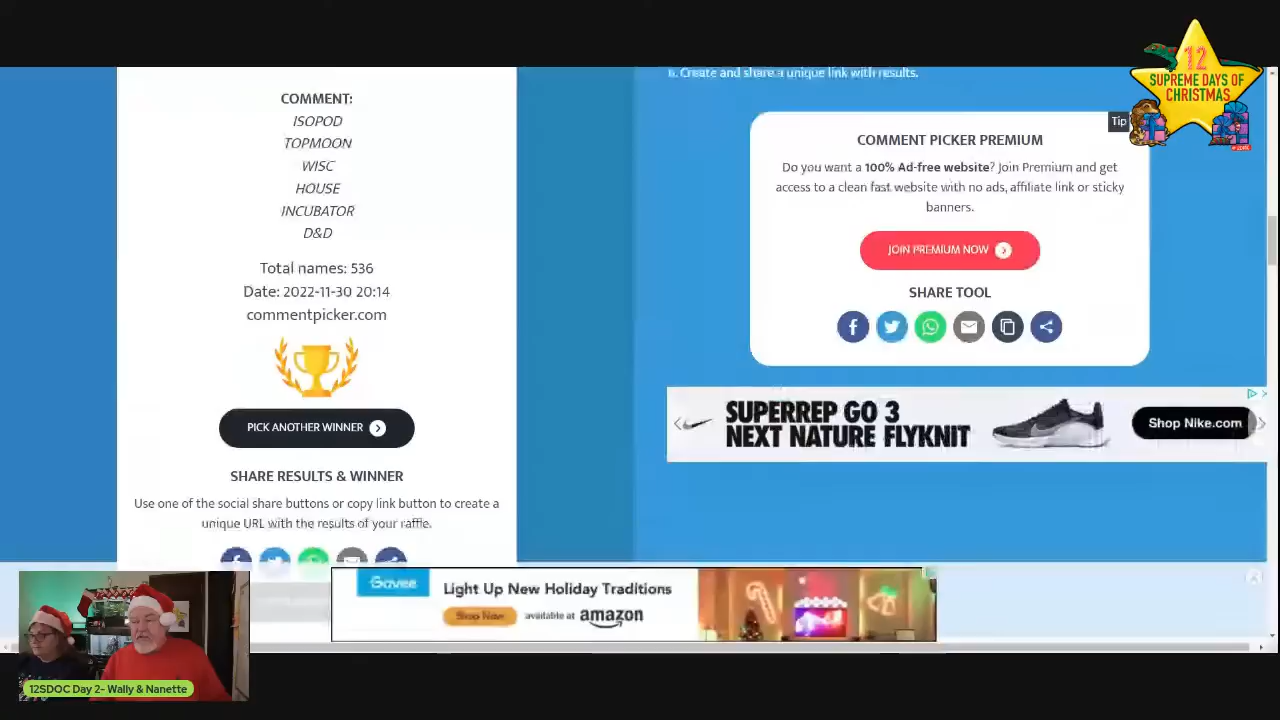 12
SUPREME DAYS OF
CHRISTMAS
COMMENT:
ISOPOD
TOPMOON
WISC
HOUSE
INCUBATOR
D&D
Total names: 536
Date: 2022-11-30 20:14
commentpicker.com
PICK ANOTHER WINNER
SHARE RESULTS & WINNER
Use one of the social share buttons or copy link button to create a
unique URL with the results of your raffle.
Create and share a unique link with results.
Tip
COMMENT PICKER PREMIUM
Do you want a 100% Ad-free website? Join Premium and get
access to a clean fast website with no ads, affiliate link or sticky
banners.
JOIN PREMIUM NOW
SHARE TOOL
SUPERREP GO 3
NEXT NATURE FLYKNIT
Shop Nike.com
Govee
Light Up New Holiday Traditions
Shop Now
available at amazon
12SDOC Day 2- Wally & Nanette